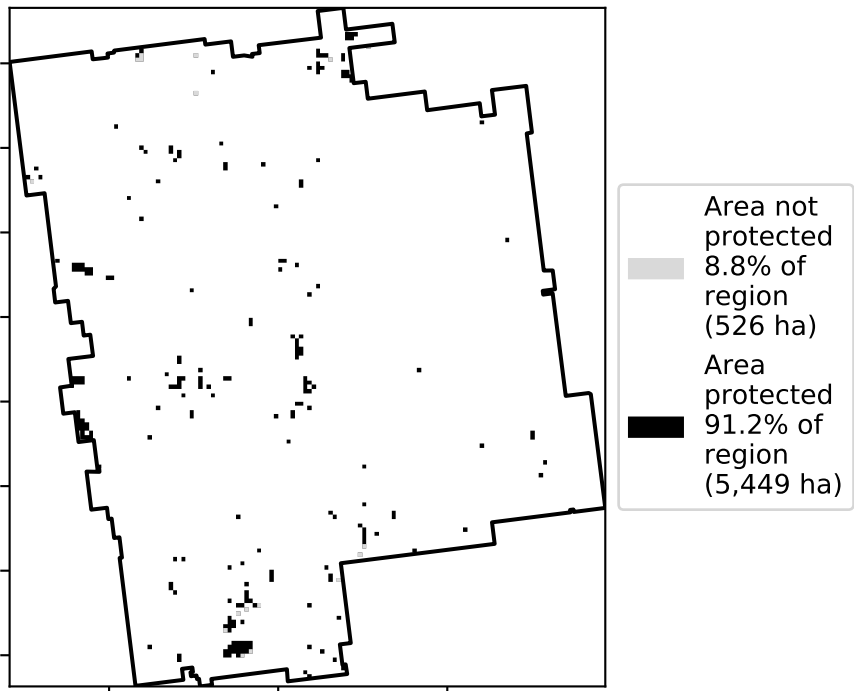 Area not
protected
8.8% of
region
(526 ha)
Area
protected
91.2% of
region
(5,449 ha)